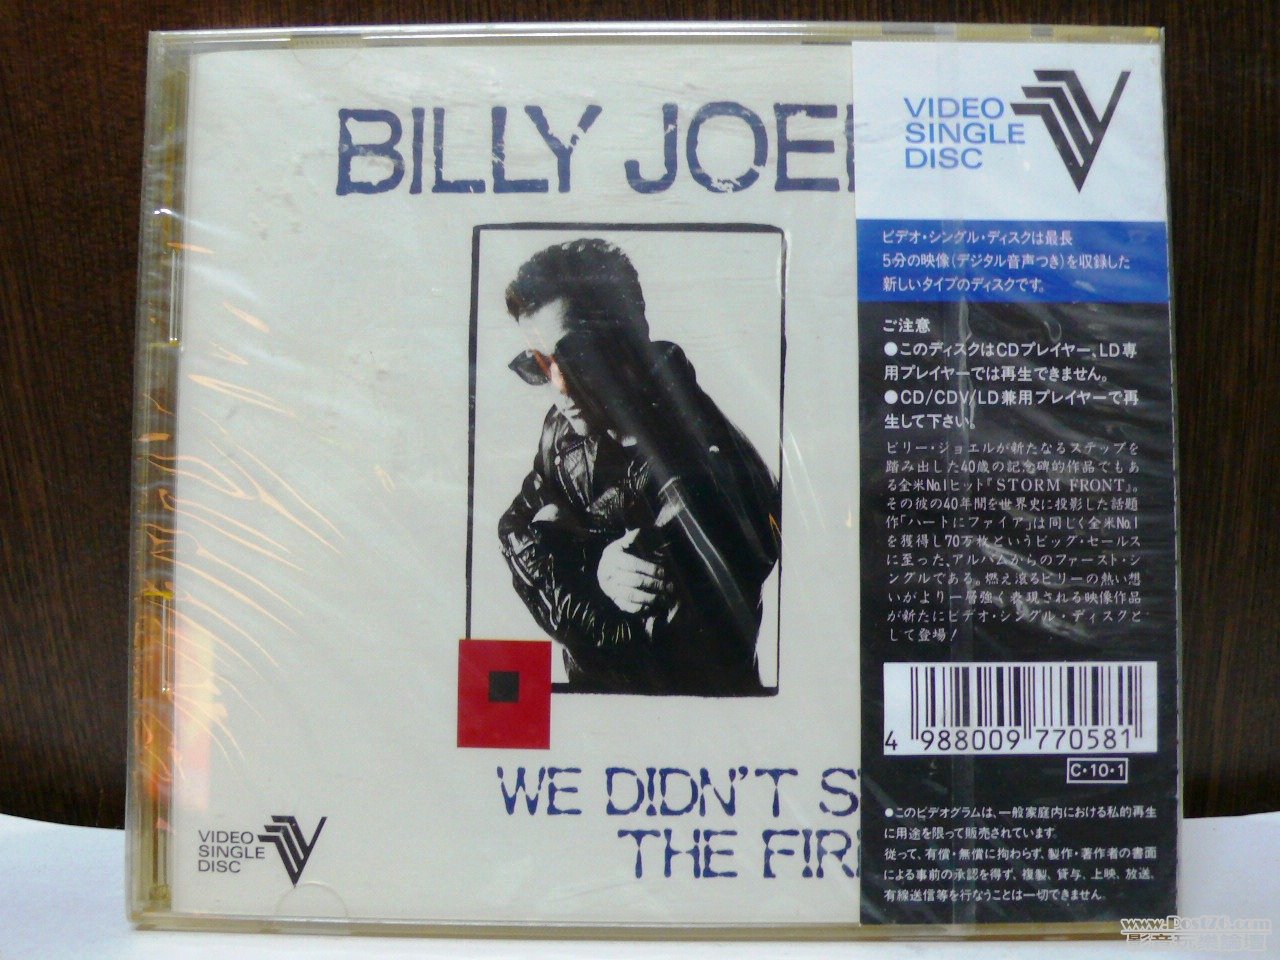 BILLY JOEL
WE DIDN'T S
THE FIR
VIDEO
SINGLE
DISC
VIDEO
SINGLE
DISC
ビデオ・シングル・ディスクは最長
5分の映像(デジタル音声つき)を収録した
新しいタイプのディスクです。
ご注意
●このディスクはCDプレイヤー、LD専
用プレイヤーでは再生できません。
●CD/CDV/LD兼用プレイヤーで再
生して下さい。
ビリー・ジョエルが新たなるステップを
踏み出した40歳の記念碑的作品でもあ
る全米No.1ヒット『STORM FRONT』。
その彼の40年間を世界史に投影した話題
作「ハートにファイア」は同じく全米No.1
を獲得し70万枚というビッグ・セールス
に至った、アルバムからのファースト・シ
ングルである。燃え滾るビリーの熱い想
いがより一層強く表現される映像作品
が新たにビデオ・シングル・ディスクと
して登場!
4 988009 770581
C・10・1
●このビデオグラムは、一般家庭内における私的再生
に用途を限って販売されています。
従って、有償・無償に拘わらず、製作・著作者の書面
による事前の承認を得ず、複製、貸与、上映、放送、
有線送信等を行なうことは一切できません。
www.Post76.com
影音玩樂論壇